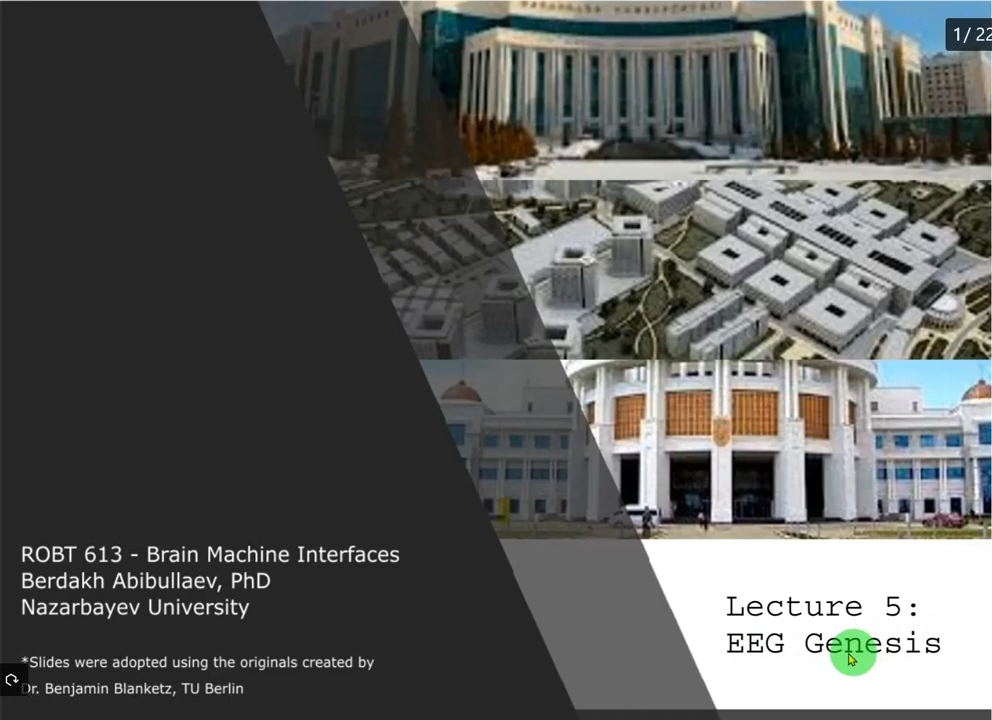 1/ 22
ROBT 613 - Brain Machine Interfaces
Berdakh Abibullaev, PhD
Nazarbayev University
Lecture 5:
EEG Genesis
*Slides were adopted using the originals created by
Dr. Benjamin Blanketz, TU Berlin